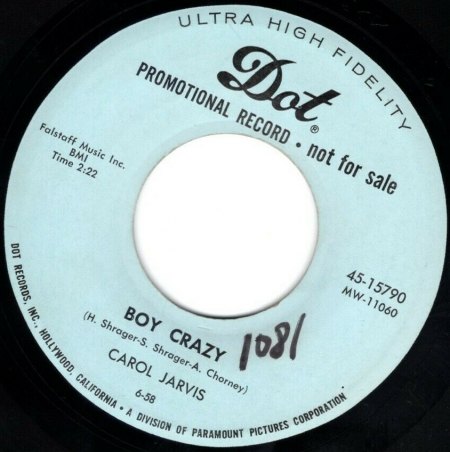 ULTRA HIGH FIDELITY
Dot®
PROMOTIONAL RECORD • not for sale
Falstaff Music Inc.
BMI
Time 2:22
45-15790
MW-11060
BOY CRAZY
(H. Shrager-S. Shrager-A. Chorney)
CAROL JARVIS
6-58
1081
DOT RECORDS, INC., HOLLYWOOD, CALIFORNIA • A DIVISION OF PARAMOUNT PICTURES CORPORATION